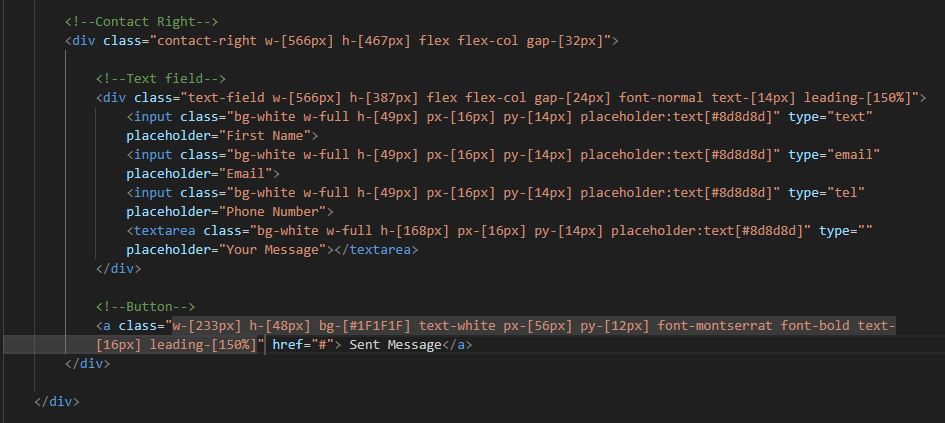 <!--Contact Right-->
<div class="contact-right w-[566px] h-[467px] flex flex-col gap-[32px]">
<!--Text field-->
<div class="text-field w-[566px] h-[387px] flex flex-col gap-[24px] font-normal text-[14px] leading-[150%]">
<input class="bg-white w-full h-[49px] px-[16px] py-[14px] placeholder:text[#8d8d8d]" type="text"
placeholder="First Name">
<input class="bg-white w-full h-[49px] px-[16px] py-[14px] placeholder:text[#8d8d8d]" type="email"
placeholder="Email">
<input class="bg-white w-full h-[49px] px-[16px] py-[14px] placeholder:text[#8d8d8d]" type="tel"
placeholder="Phone Number">
<textarea class="bg-white w-full h-[168px] px-[16px] py-[14px] placeholder:text[#8d8d8d]" type=""
placeholder="Your Message"></textarea>
</div>
<!--Button-->
<a class="w-[233px] h-[48px] bg-[#1F1F1F] text-white px-[56px] py-[12px] font-montserrat font-bold text-
[16px] leading-[150%]" href="#"> Sent Message</a>
</div>
</div>